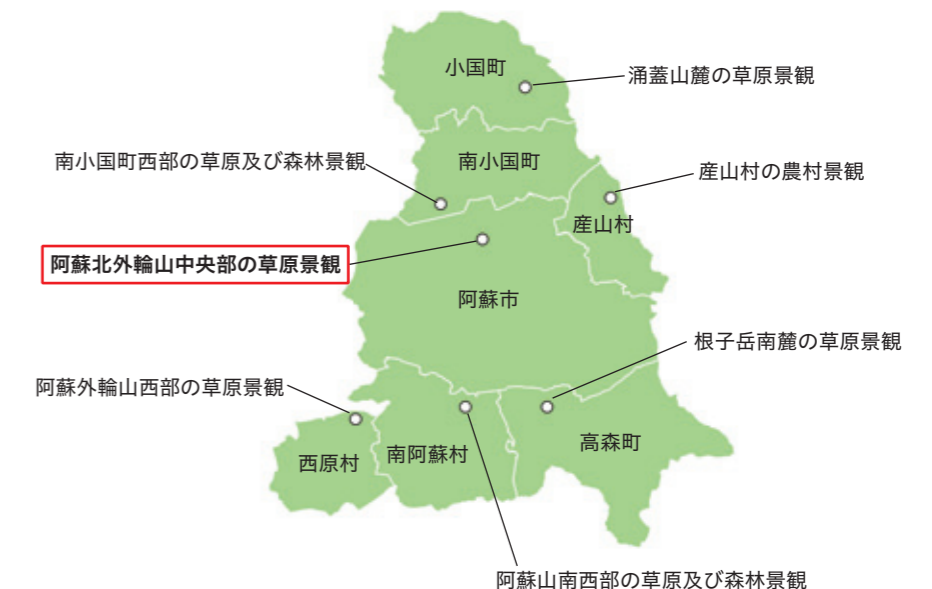 小国町
涌蓋山麓の草原景観
南小国町西部の草原及び森林景観
南小国町
産山村の農村景観
産山村
阿蘇北外輪山中央部の草原景観
阿蘇市
根子岳南麓の草原景観
阿蘇外輪山西部の草原景観
高森町
南阿蘇村
西原村
阿蘇山南西部の草原及び森林景観